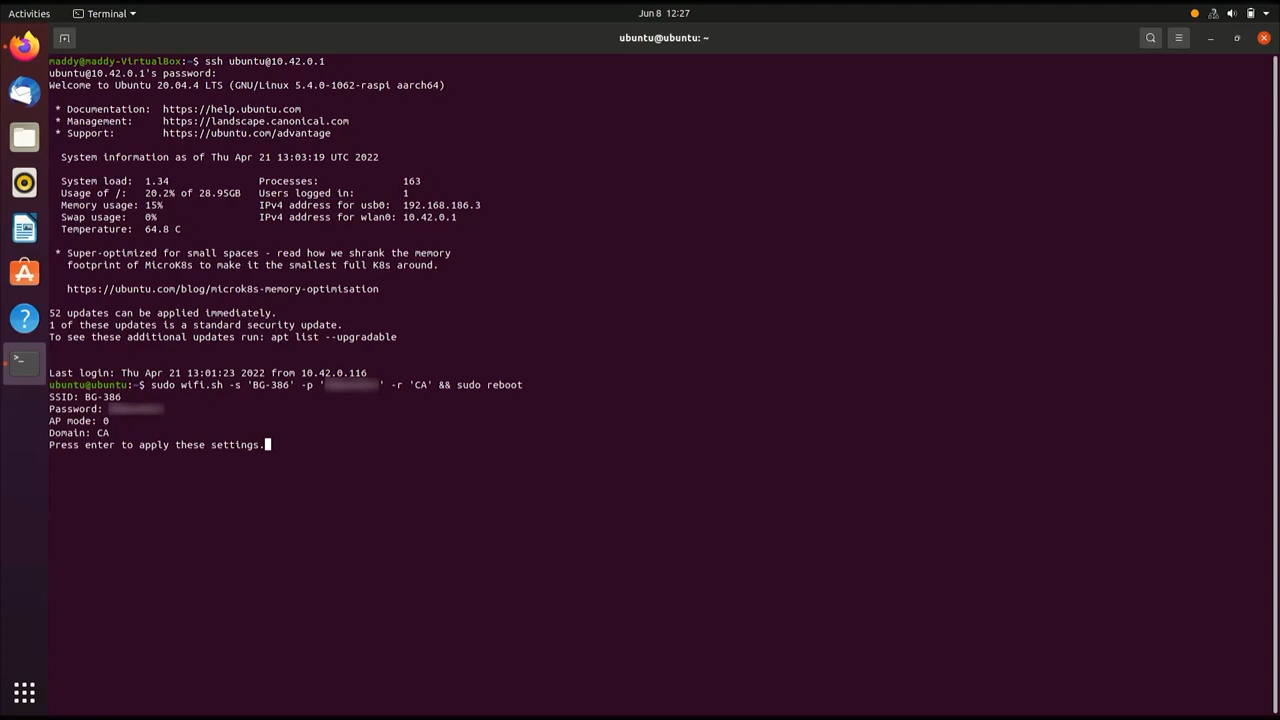 Activities
Terminal
Jun 8 12:27
ubuntu@ubuntu: ~
maddy@maddy-VirtualBox:~$ ssh ubuntu@10.42.0.1
ubuntu@10.42.0.1's password:
Welcome to Ubuntu 20.04.4 LTS (GNU/Linux 5.4.0-1062-raspi aarch64)
* Documentation: https://help.ubuntu.com
* Management: https://landscape.canonical.com
* Support: https://ubuntu.com/advantage
System information as of Thu Apr 21 13:03:19 UTC 2022
System load: 1.34 Processes: 163
Usage of /: 20.2% of 28.95GB Users logged in: 1
Memory usage: 15% IPv4 address for usb0: 192.168.186.3
Swap usage: 0% IPv4 address for wlan0: 10.42.0.1
Temperature: 64.8 C
* Super-optimized for small spaces - read how we shrank the memory
footprint of MicroK8s to make it the smallest full K8s around.
https://ubuntu.com/blog/microk8s-memory-optimisation
52 updates can be applied immediately.
1 of these updates is a standard security update.
To see these additional updates run: apt list --upgradable
Last login: Thu Apr 21 13:01:23 2022 from 10.42.0.116
ubuntu@ubuntu:~$ sudo wifi.sh -s 'BG-386' -p ' ' -r 'CA' && sudo reboot
SSID: BG-386
Password:
AP mode: 0
Domain: CA
Press enter to apply these settings.